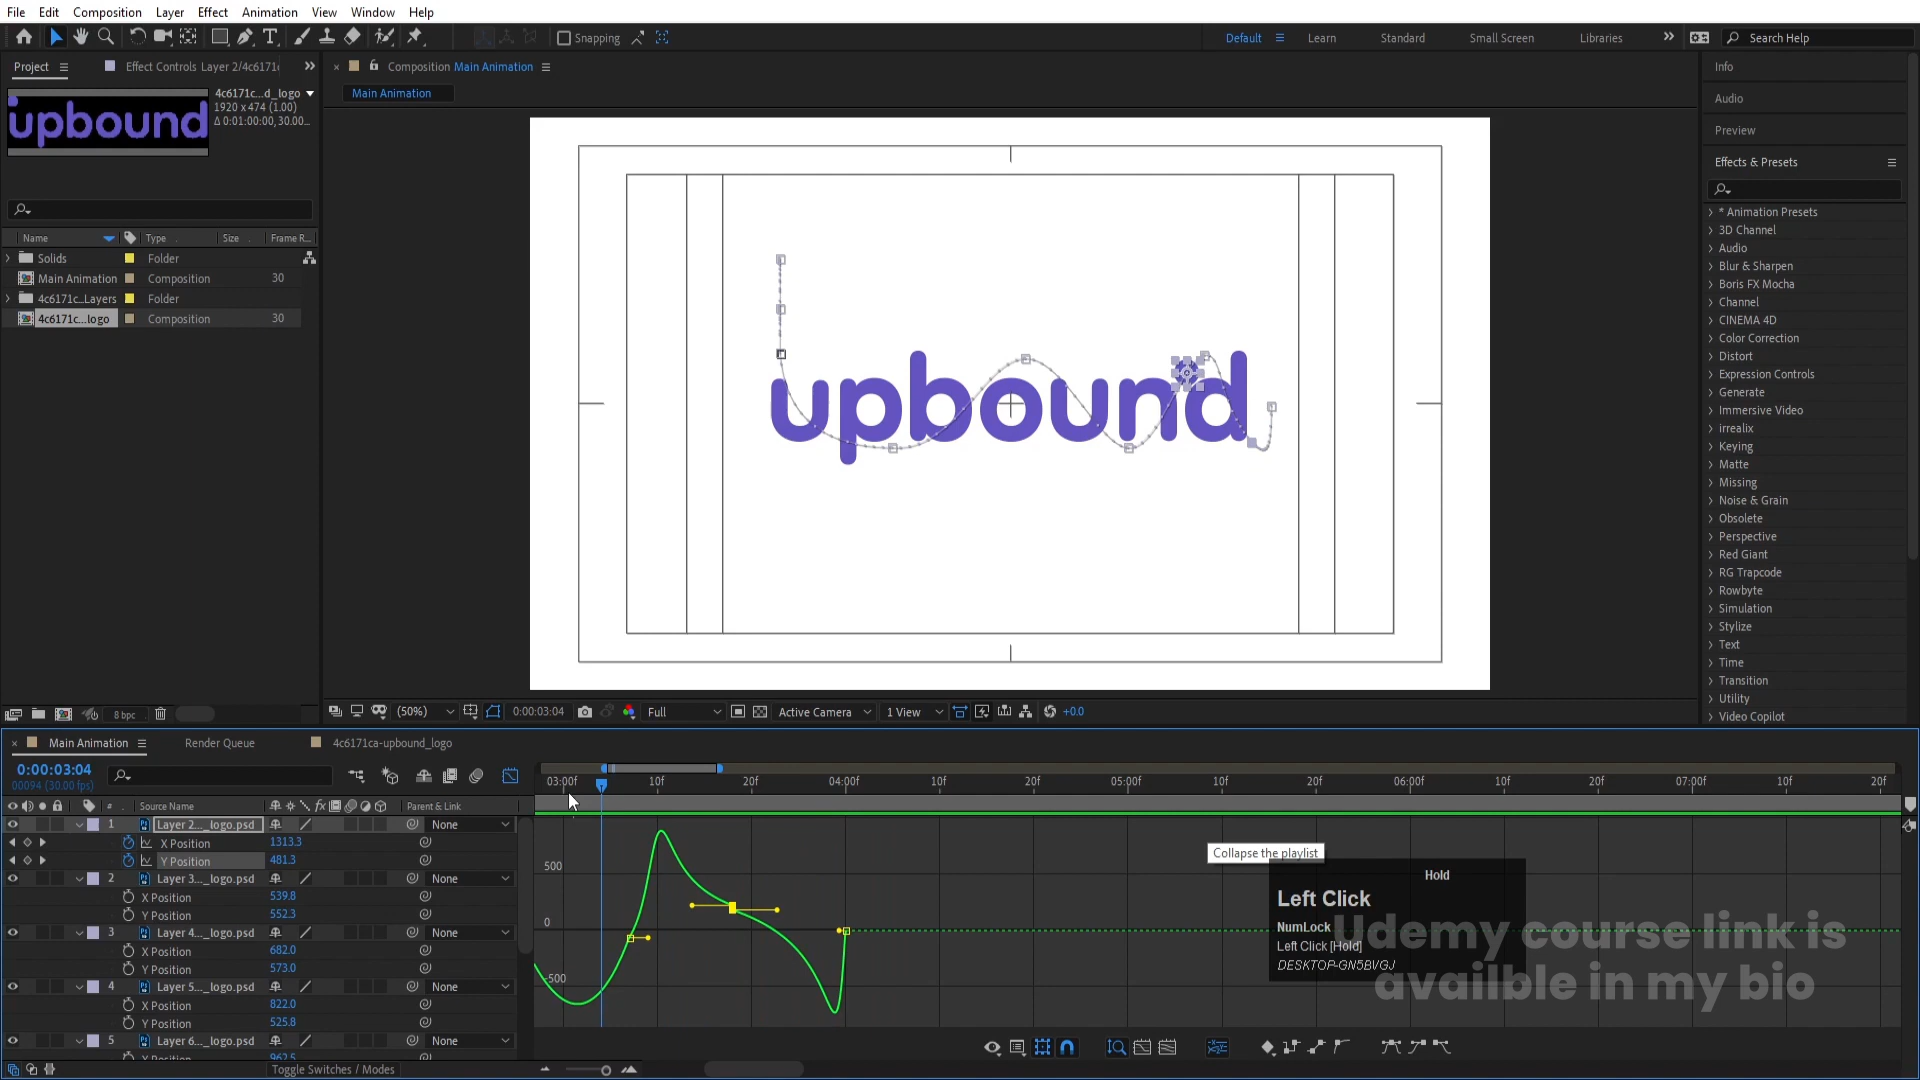 File Edit Composition Layer Effect Animation View Window Help
Snapping
Default Learn Standard Small Screen Libraries Search Help
Project Effect Controls Layer 2/4c6171
Composition Main Animation
Main Animation
4c6171c...d_logo
1920 x 474 (1.00)
Δ 0:01:00:00, 30.00...
upbound
Name Type Size Frame R...
Solids Folder
Main Animation Composition 30
4c6171c..Layers Folder
4c6171c...logo Composition 30
8 bpc
upbound
(50%) 0:00:03:04 Full Active Camera 1 View +0.0
Info
Audio
Preview
Effects & Presets
* Animation Presets
3D Channel
Audio
Blur & Sharpen
Boris FX Mocha
Channel
CINEMA 4D
Color Correction
Distort
Expression Controls
Generate
Immersive Video
irrealix
Keying
Matte
Missing
Noise & Grain
Obsolete
Perspective
Red Giant
RG Trapcode
Rowbyte
Simulation
Stylize
Text
Time
Transition
Utility
Video Copilot
Main Animation Render Queue 4c6171ca-upbound_logo
0:00:03:04
00094 (30.00 fps)
# Source Name fx Parent & Link
1 Layer 2..._logo.psd None
X Position 1313.3
Y Position 481.3
2 Layer 3..._logo.psd None
X Position 539.8
Y Position 552.3
3 Layer 4..._logo.psd None
X Position 682.0
Y Position 573.0
4 Layer 5..._logo.psd None
X Position 822.0
Y Position 525.8
5 Layer 6..._logo.psd None
X Position 962.5
Toggle Switches / Modes
03:00f 10f 20f 04:00f 10f 20f 05:00f 10f 20f 06:00f 10f 20f 07:00f 10f 20f
500
0
-500
Collapse the playlist
Hold
Left Click
NumLock
Left Click [Hold]
DESKTOP-GN5BVGJ
Udemy course link is
availble in my bio